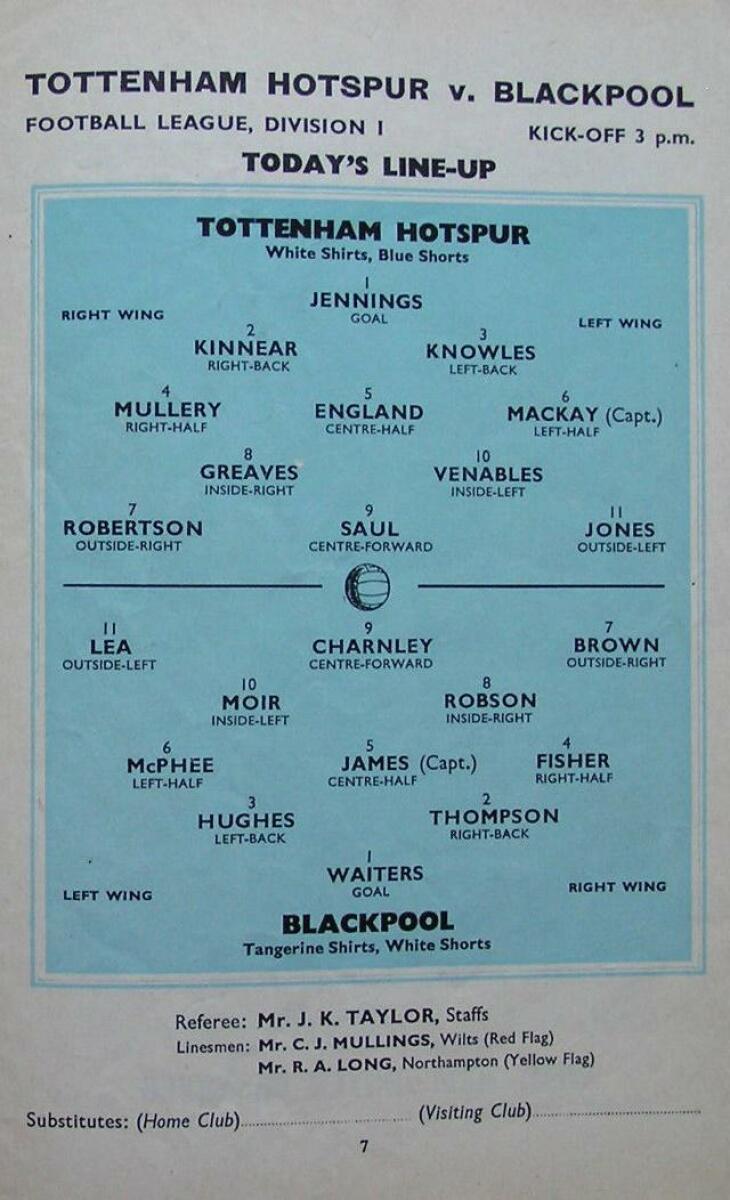 TOTTENHAM HOTSPUR v. BLACKPOOL
FOOTBALL LEAGUE, DIVISION I KICK-OFF 3 p.m.
TODAY'S LINE-UP
TOTTENHAM HOTSPUR
White Shirts, Blue Shorts
1
JENNINGS
GOAL
RIGHT WING LEFT WING
2 3
KINNEAR KNOWLES
RIGHT-BACK LEFT-BACK
4 5 6
MULLERY ENGLAND MACKAY (Capt.)
RIGHT-HALF CENTRE-HALF LEFT-HALF
8 10
GREAVES VENABLES
INSIDE-RIGHT INSIDE-LEFT
7 9 11
ROBERTSON SAUL JONES
OUTSIDE-RIGHT CENTRE-FORWARD OUTSIDE-LEFT
11 9 7
LEA CHARNLEY BROWN
OUTSIDE-LEFT CENTRE-FORWARD OUTSIDE-RIGHT
10 8
MOIR ROBSON
INSIDE-LEFT INSIDE-RIGHT
6 5 4
McPHEE JAMES (Capt.) FISHER
LEFT-HALF CENTRE-HALF RIGHT-HALF
3 2
HUGHES THOMPSON
LEFT-BACK RIGHT-BACK
1
WAITERS
GOAL
LEFT WING RIGHT WING
BLACKPOOL
Tangerine Shirts, White Shorts
Referee: Mr. J. K. TAYLOR, Staffs
Linesmen: Mr. C. J. MULLINGS, Wilts (Red Flag)
Mr. R. A. LONG, Northampton (Yellow Flag)
Substitutes: (Home Club)........................ (Visiting Club)........................
7